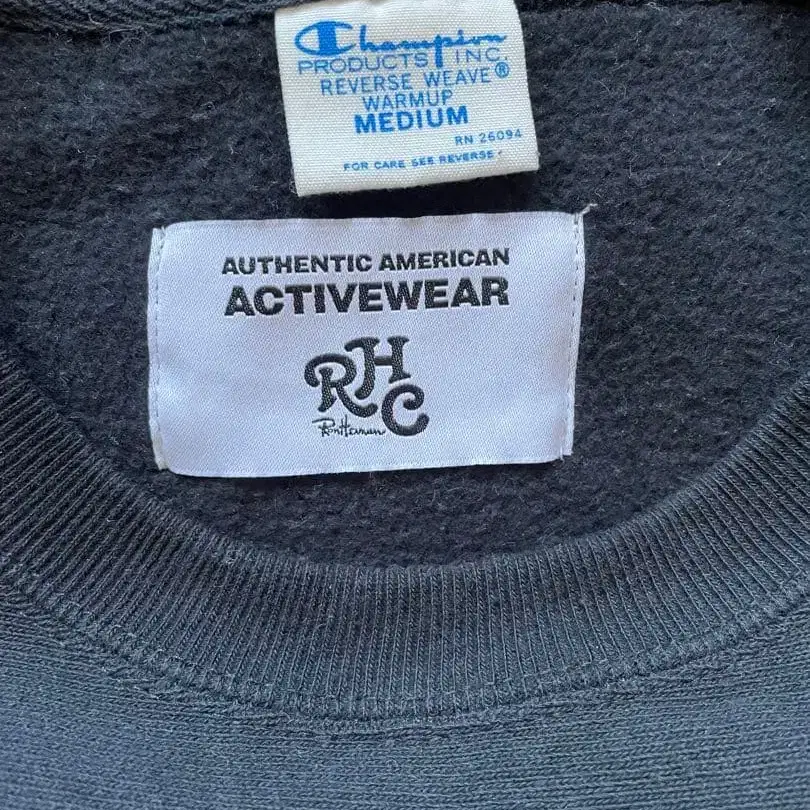 Champion
PRODUCTS INC.
REVERSE WEAVE®
WARMUP
MEDIUM
RN 26094
FOR CARE SEE REVERSE
AUTHENTIC AMERICAN
ACTIVEWEAR
RHC
Ron Herman